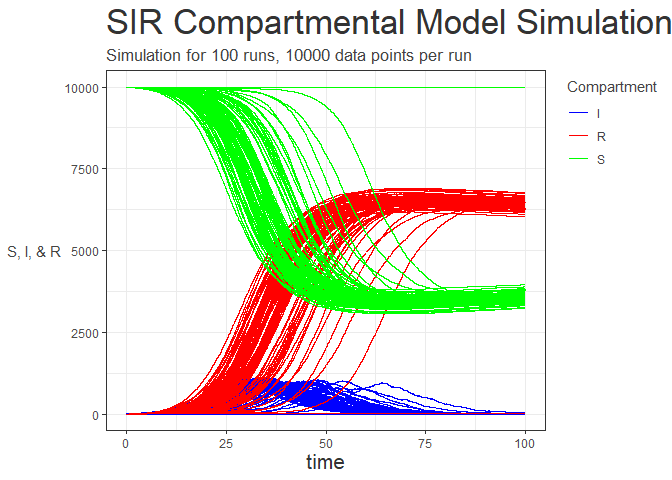 SIR Compartmental Model Simulation
Simulation for 100 runs, 10000 data points per run
10000
7500
5000
2500
0
S, I, & R
0
25
50
75
100
time
Compartment
I
R
S